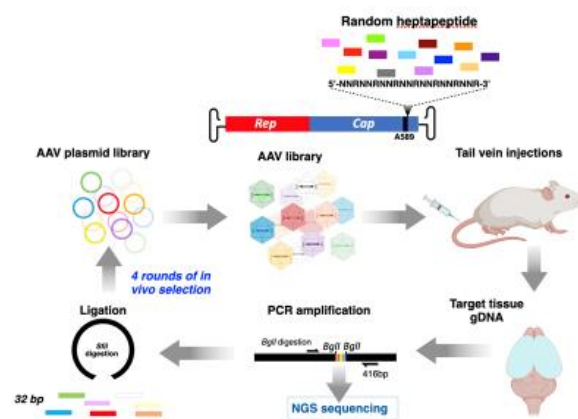 Random heptapeptide
5'-NNRNNRNNRNNRNNRNNRNNR-3'
Rep
Cap
A589
AAV plasmid library
AAV library
Tail vein injections
4 rounds of in
vivo selection
Ligation
PCR amplification
Target tissue
gDNA
BglI
digestion
BglI digestion
BglI
BglI
416bp
32 bp
NGS sequencing